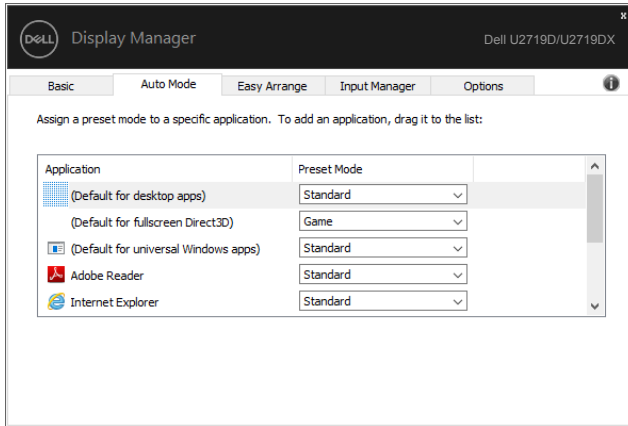 x
DELL Display Manager
Dell U2719D/U2719DX
Basic Auto Mode Easy Arrange Input Manager Options i
Assign a preset mode to a specific application. To add an application, drag it to the list:
Application Preset Mode
(Default for desktop apps) Standard
(Default for fullscreen Direct3D) Game
(Default for universal Windows apps) Standard
Adobe Reader Standard
Internet Explorer Standard